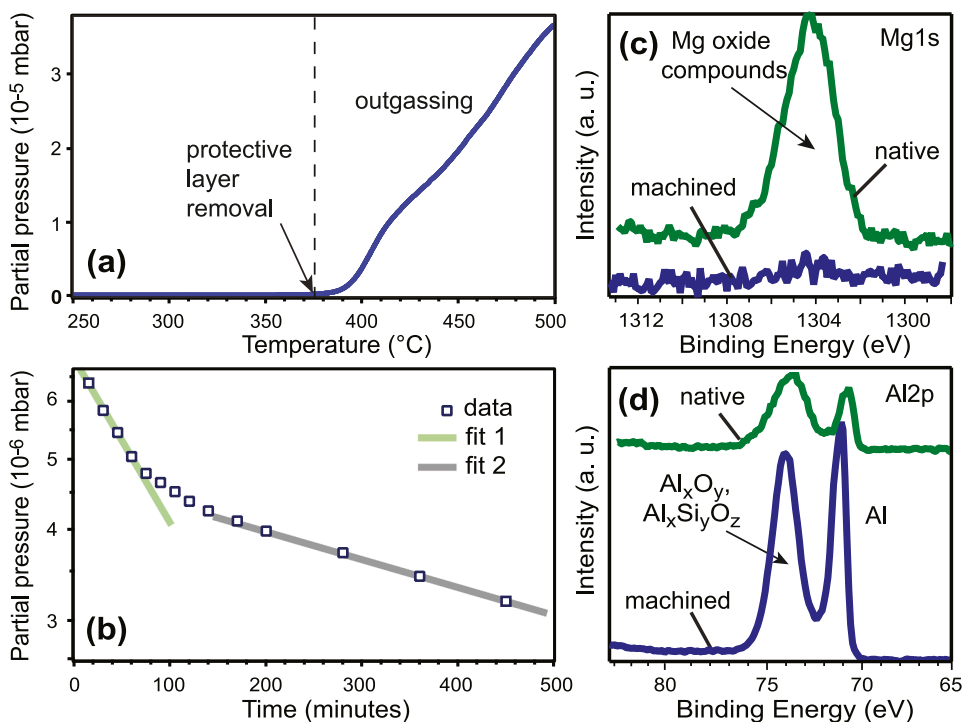 Partial pressure (10⁻⁵ mbar)
3
2
1
0
outgassing
protective
layer
removal
(a)
250 300 350 400 450 500
Temperature (°C)
(c)
Mg1s
Mg oxide
compounds
native
machined
Intensity (a. u.)
1312 1308 1304 1300
Binding Energy (eV)
Partial pressure (10⁻⁶ mbar)
6
5
4
3
data
fit 1
fit 2
(b)
0 100 200 300 400 500
Time (minutes)
(d)
Al2p
native
AlₓOᵧ,
AlₓSiᵧO_z
Al
machined
Intensity (a. u.)
80 75 70 65
Binding Energy (eV)